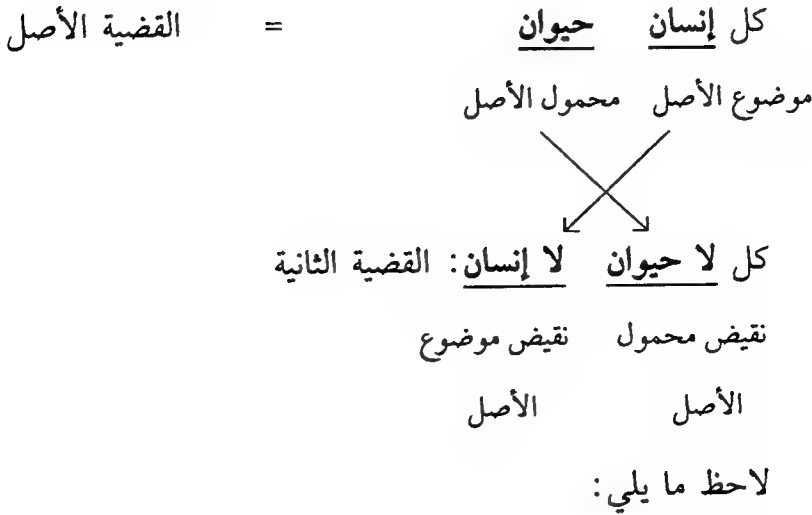 كل إنسان حيوان = القضية الأصل
موضوع الأصل محمول الأصل
كل لا حيوان لا إنسان: القضية الثانية
نقيض محمول نقيض موضوع
الأصل الأصل
لاحظ ما يلي: